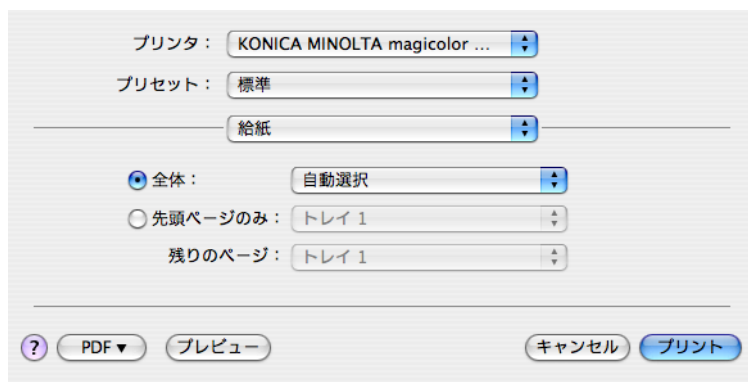 プリンタ： KONICA MINOLTA magicolor ...
プリセット： 標準
給紙
全体： 自動選択
先頭ページのみ： トレイ 1
残りのページ： トレイ 1
? PDF▼ プレビュー キャンセル プリント